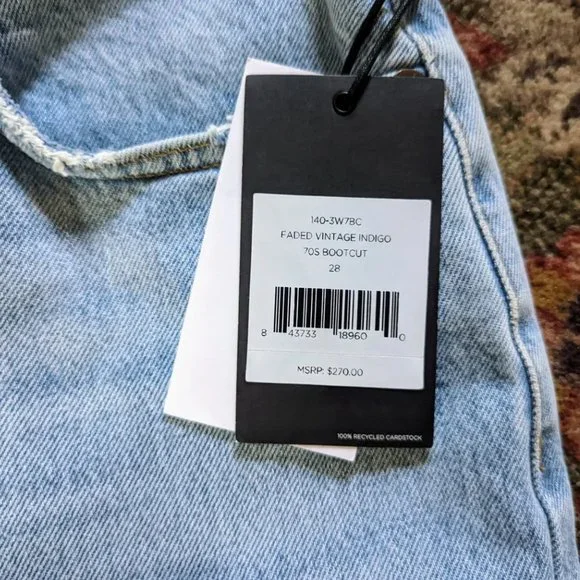 140-3W7BC
FADED VINTAGE INDIGO
70S BOOTCUT
28
8 43733 18960 0
MSRP: $270.00
100% RECYCLED CARDSTOCK